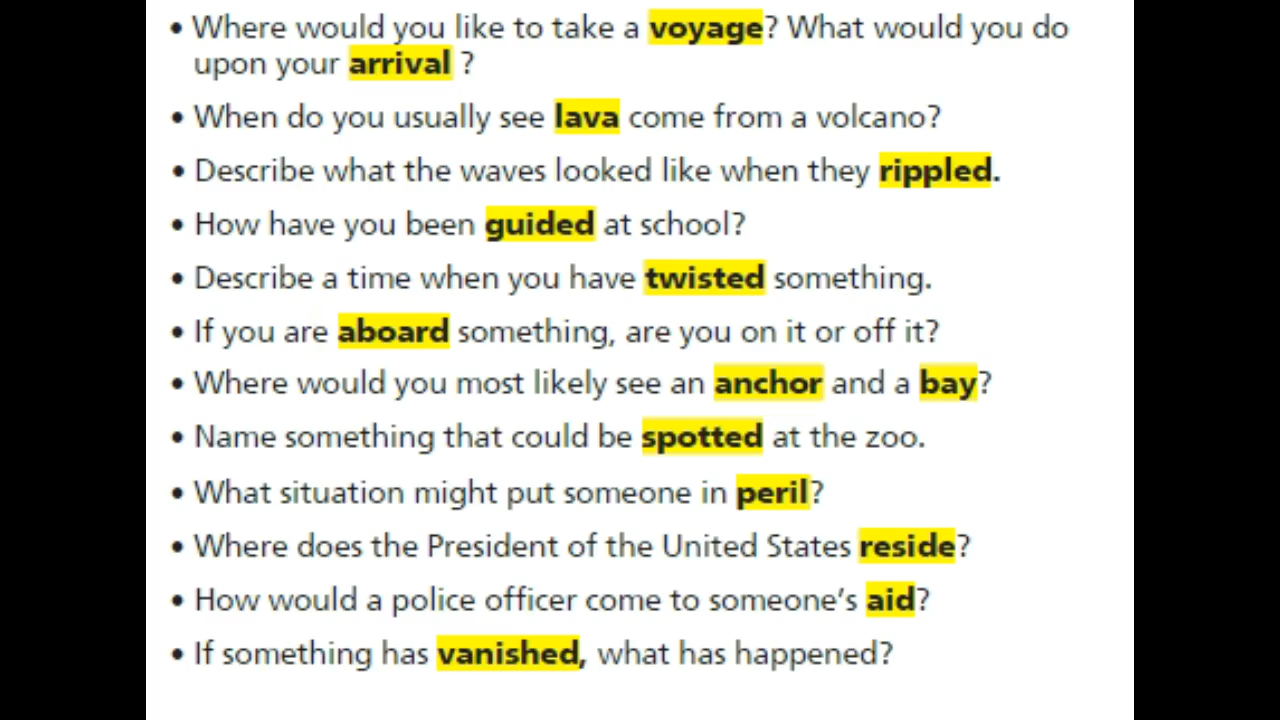 • Where would you like to take a voyage? What would you do
upon your arrival ?
• When do you usually see lava come from a volcano?
• Describe what the waves looked like when they rippled.
• How have you been guided at school?
• Describe a time when you have twisted something.
• If you are aboard something, are you on it or off it?
• Where would you most likely see an anchor and a bay?
• Name something that could be spotted at the zoo.
• What situation might put someone in peril?
• Where does the President of the United States reside?
• How would a police officer come to someone’s aid?
• If something has vanished, what has happened?